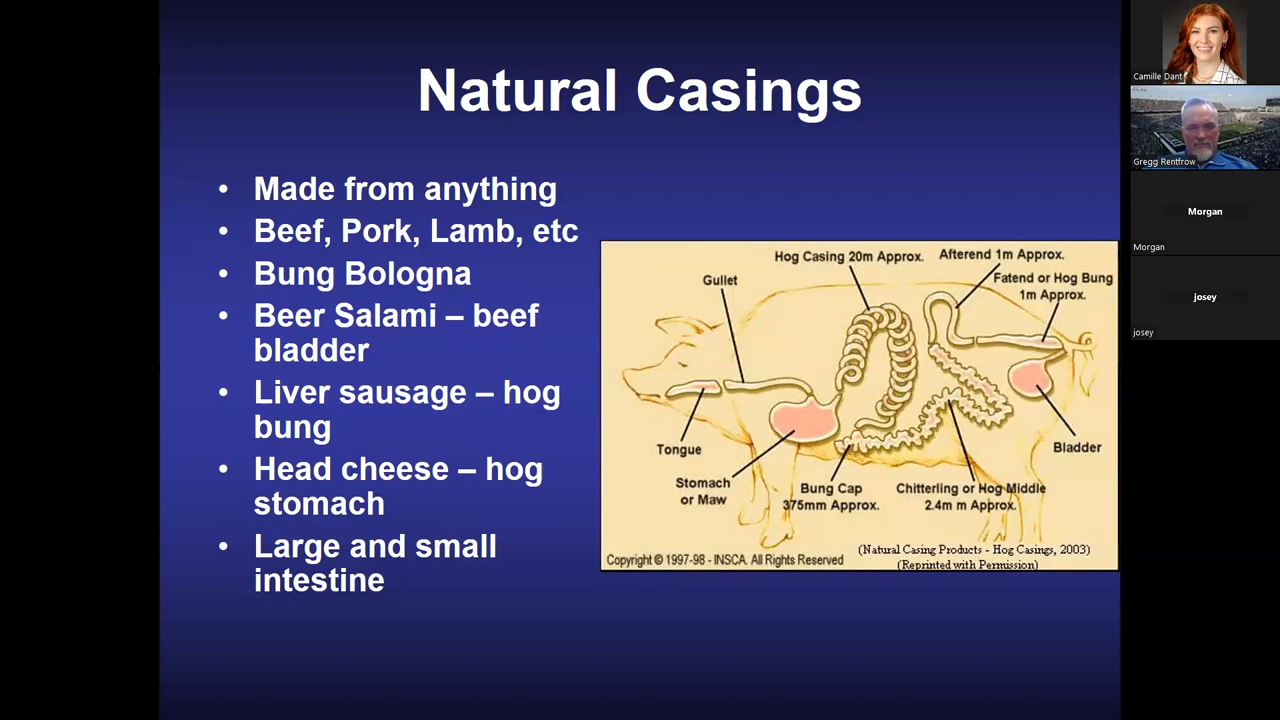 Natural Casings
• Made from anything
• Beef, Pork, Lamb, etc
• Bung Bologna
• Beer Salami – beef
bladder
• Liver sausage – hog
bung
• Head cheese – hog
stomach
• Large and small
intestine
Hog Casing 20m Approx.
Afterend 1m Approx.
Gullet
Fatend or Hog Bung
1m Approx.
Tongue
Bladder
Stomach
or Maw
Bung Cap
375mm Approx.
Chitterling or Hog Middle
2.4m m Approx.
Copyright © 1997-98 - INSCA. All Rights Reserved
(Natural Casing Products - Hog Casings, 2003)
(Reprinted with Permission)
Camille Dant
Gregg Rentfrow
Morgan
Morgan
josey
josey